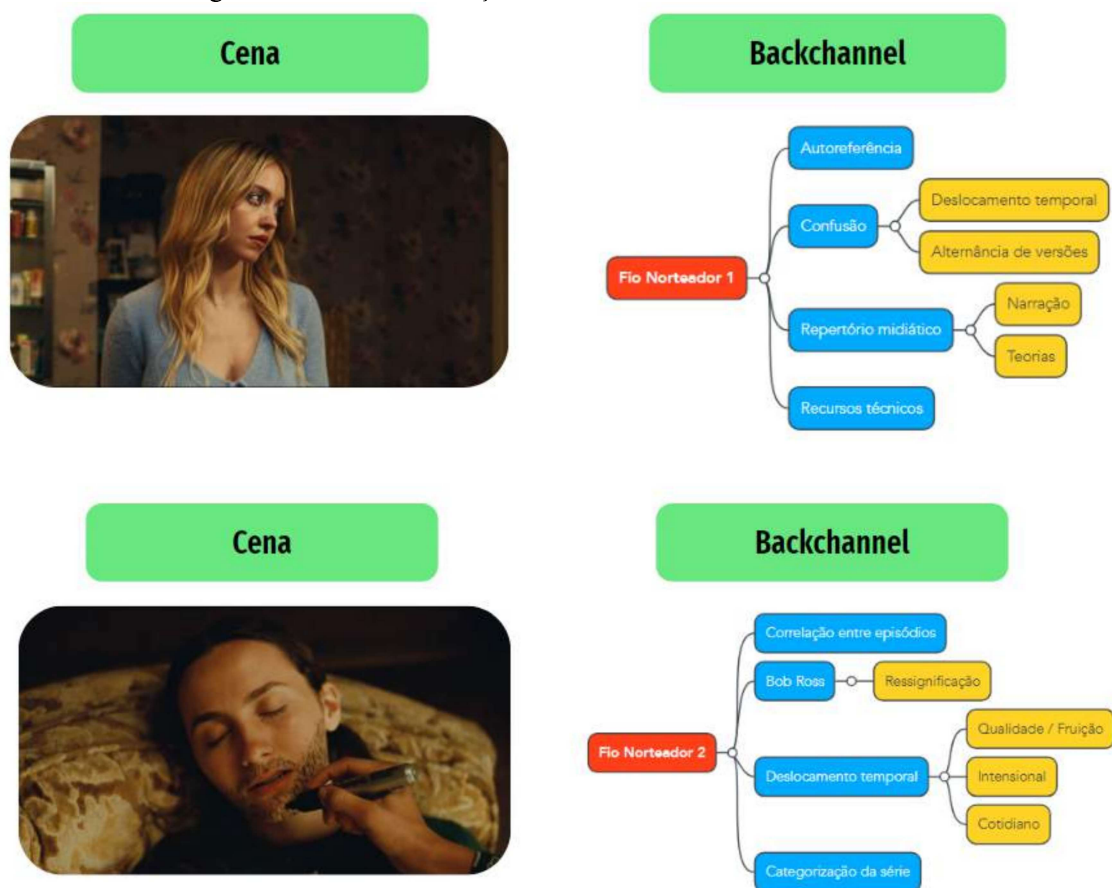 Cena
Backchannel
Autoreferência
Deslocamento temporal
Confusão
Alternância de versões
Fio Norteador 1
Narração
Repertório midiático
Teorias
Recursos técnicos
Cena
Backchannel
Correlação entre episódios
Bob Ross
Ressignificação
Qualidade / Fruição
Fio Norteador 2
Deslocamento temporal
Intensional
Cotidiano
Categorização da série